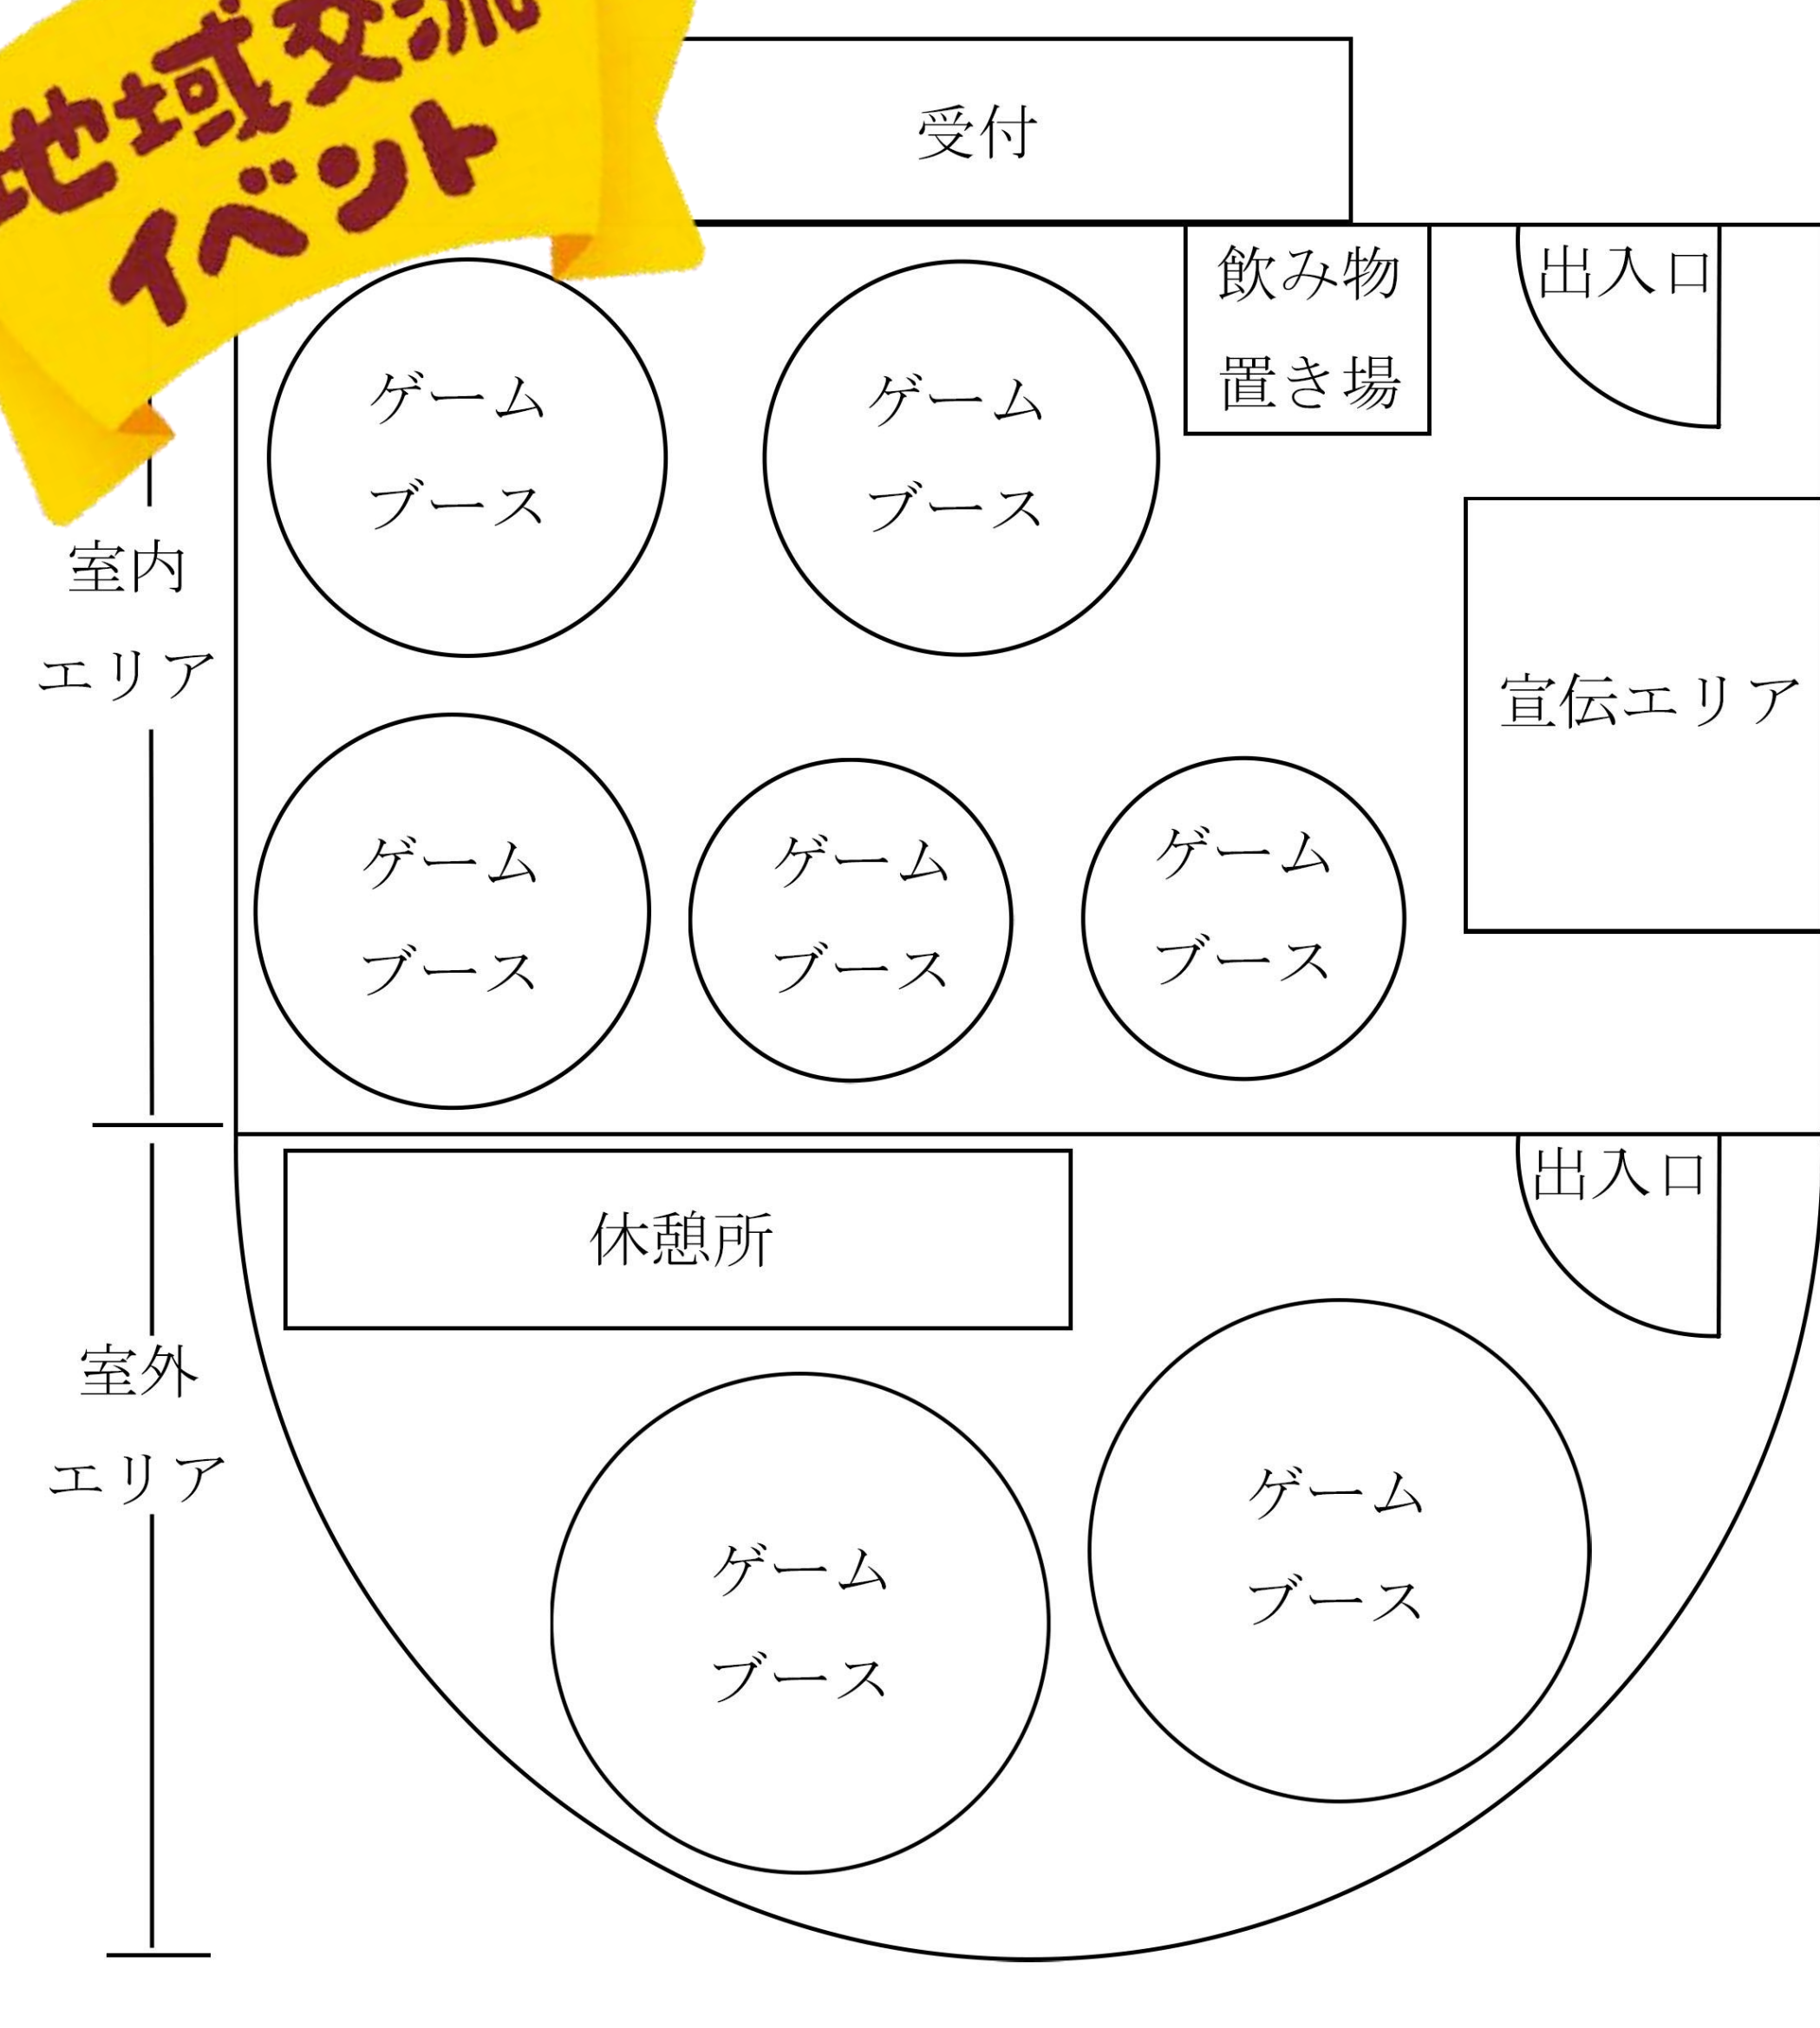 地域交流
イベント
受付
飲み物
置き場
出入口
ゲーム
ブース
ゲーム
ブース
室内
エリア
宣伝エリア
ゲーム
ブース
ゲーム
ブース
ゲーム
ブース
休憩所
出入口
室外
エリア
ゲーム
ブース
ゲーム
ブース